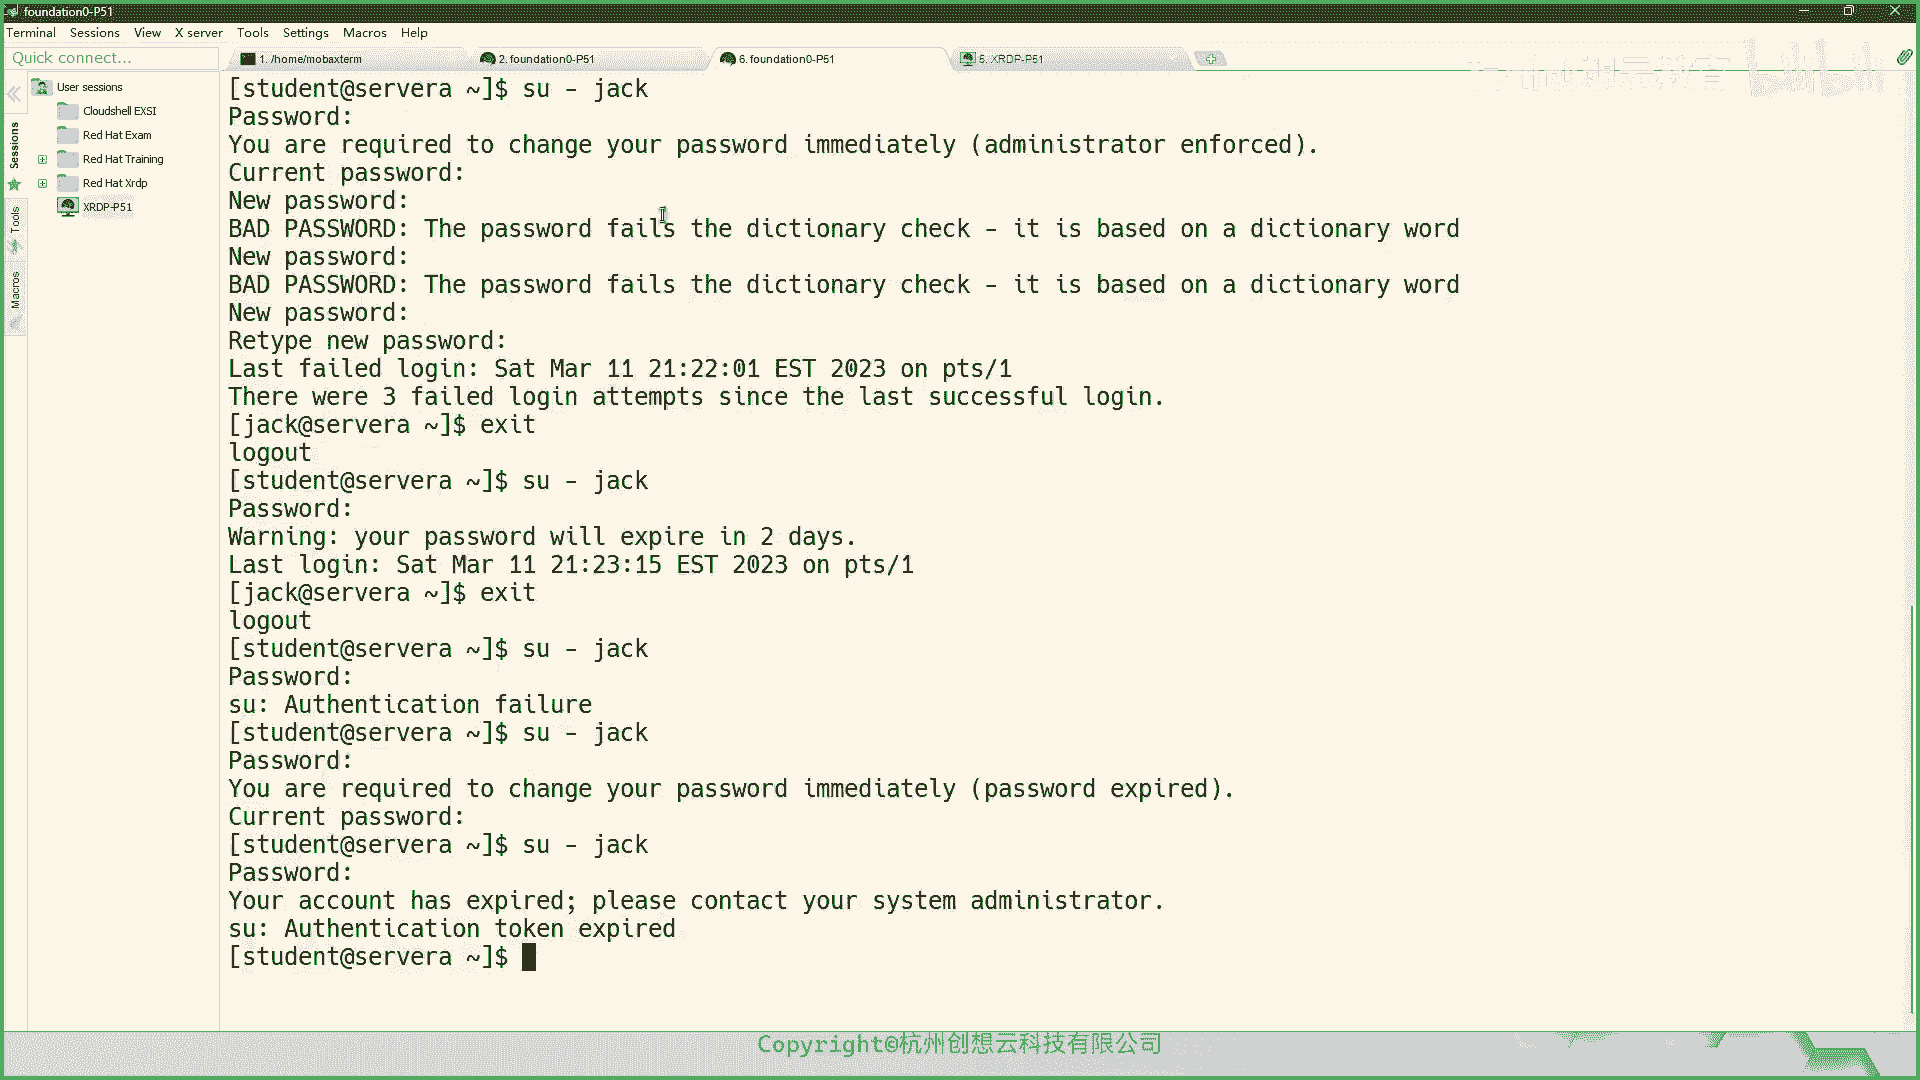 foundation0-P51
Terminal Sessions View X server Tools Settings Macros Help
Quick connect...
1. /home/mobaxterm
2. foundation0-P51
6. foundation0-P51
5. XRDP-P51
User sessions
Cloudshell EXSI
Red Hat Exam
Red Hat Training
Red Hat Xrdp
XRDP-P51
Sessions
Tools
Macros
[student@servera ~]$ su - jack
Password:
You are required to change your password immediately (administrator enforced).
Current password:
New password:
BAD PASSWORD: The password fails the dictionary check - it is based on a dictionary word
New password:
BAD PASSWORD: The password fails the dictionary check - it is based on a dictionary word
New password:
Retype new password:
Last failed login: Sat Mar 11 21:22:01 EST 2023 on pts/1
There were 3 failed login attempts since the last successful login.
[jack@servera ~]$ exit
logout
[student@servera ~]$ su - jack
Password:
Warning: your password will expire in 2 days.
Last login: Sat Mar 11 21:23:15 EST 2023 on pts/1
[jack@servera ~]$ exit
logout
[student@servera ~]$ su - jack
Password:
su: Authentication failure
[student@servera ~]$ su - jack
Password:
You are required to change your password immediately (password expired).
Current password:
[student@servera ~]$ su - jack
Password:
Your account has expired; please contact your system administrator.
su: Authentication token expired
[student@servera ~]$
Copyright©杭州创想云科技有限公司